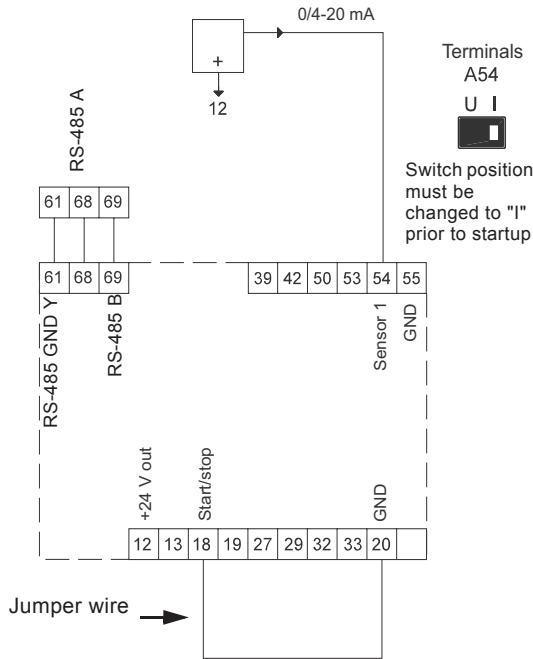 0/4-20 mA
+
12
Terminals
A54
U I
Switch position
must be
changed to "I"
prior to startup
RS-485 A
61 68 69
61 68 69
39 42 50 53 54 55
RS-485 GND Y
RS-485 B
Sensor 1
GND
+24 V out
Start/stop
GND
12 13 18 19 27 29 32 33 20
Jumper wire